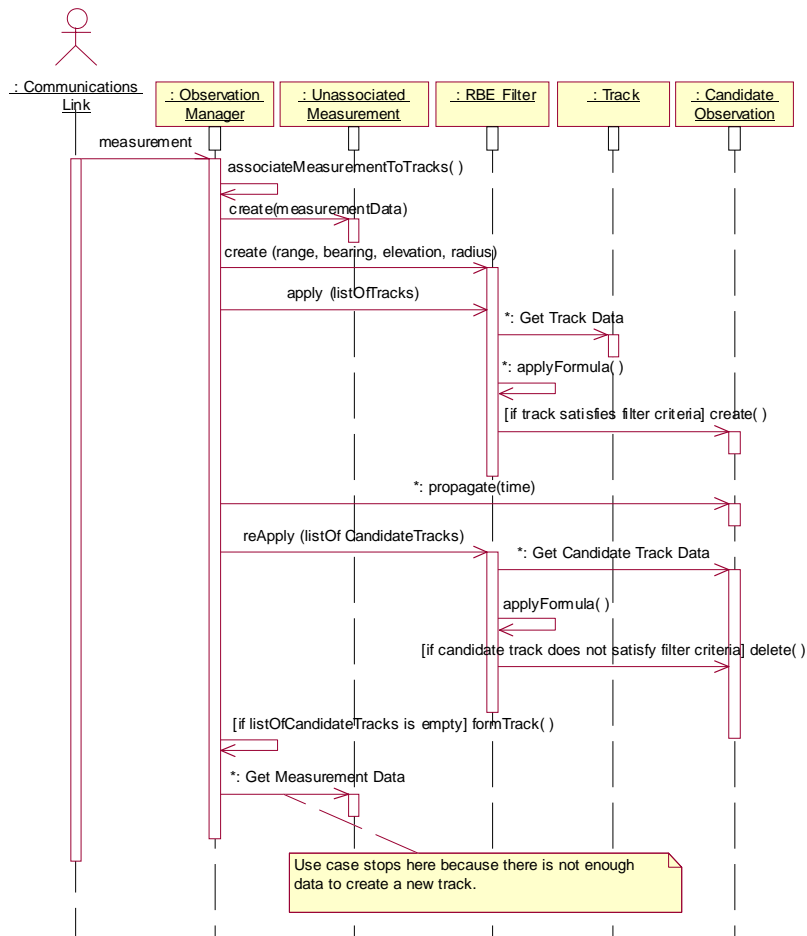 : Communications
Link
: Observation
Manager
: Unassociated
Measurement
: RBE_Filter
: Track
: Candidate
Observation
measurement
associateMeasurementToTracks( )
create(measurementData)
create (range, bearing, elevation, radius)
apply (listOfTracks)
*: Get Track Data
*: applyFormula( )
[if track satisfies filter criteria] create( )
*: propagate(time)
reApply (listOf CandidateTracks)
*: Get Candidate Track Data
applyFormula( )
[if candidate track does not satisfy filter criteria] delete( )
[if listOfCandidateTracks is empty] formTrack( )
*: Get Measurement Data
Use case stops here because there is not enough
data to create a new track.